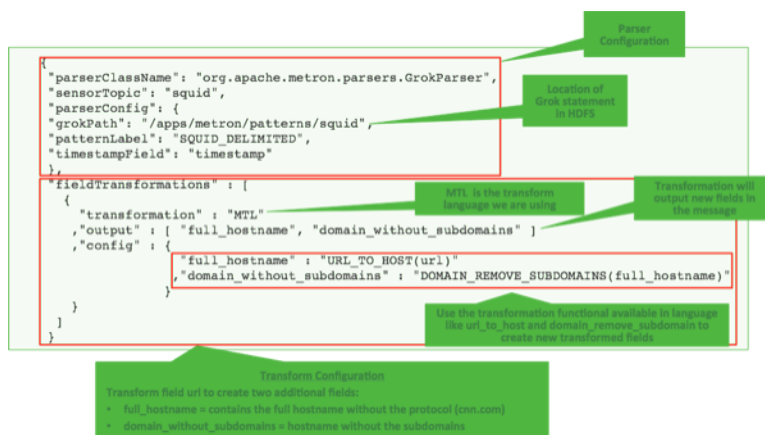 Parser
Configuration
{
"parserClassName": "org.apache.metron.parsers.GrokParser",
"sensorTopic": "squid",
"parserConfig": {
"grokPath": "/apps/metron/patterns/squid",
"patternLabel": "SQUID_DELIMITED",
"timestampField": "timestamp"
},
Location of
Grok statement
in HDFS
"fieldTransformations" : [
{
"transformation" : "MTL"
,"output" : [ "full_hostname", "domain_without_subdomains" ]
,"config" : {
"full_hostname" : "URL_TO_HOST(url)"
,"domain_without_subdomains" : "DOMAIN_REMOVE_SUBDOMAINS(full_hostname)"
}
}
]
}
MTL is the transform
language we are using
Transformation will
output new fields in
the message
Use the transformation functional available in language
like url_to_host and domain_remove_subdomain to
create new transformed fields
Transform Configuration
Transform field url to create two additional fields:
• full_hostname = contains the full hostname without the protocol (cnn.com)
• domain_without_subdomains = hostname without the subdomains